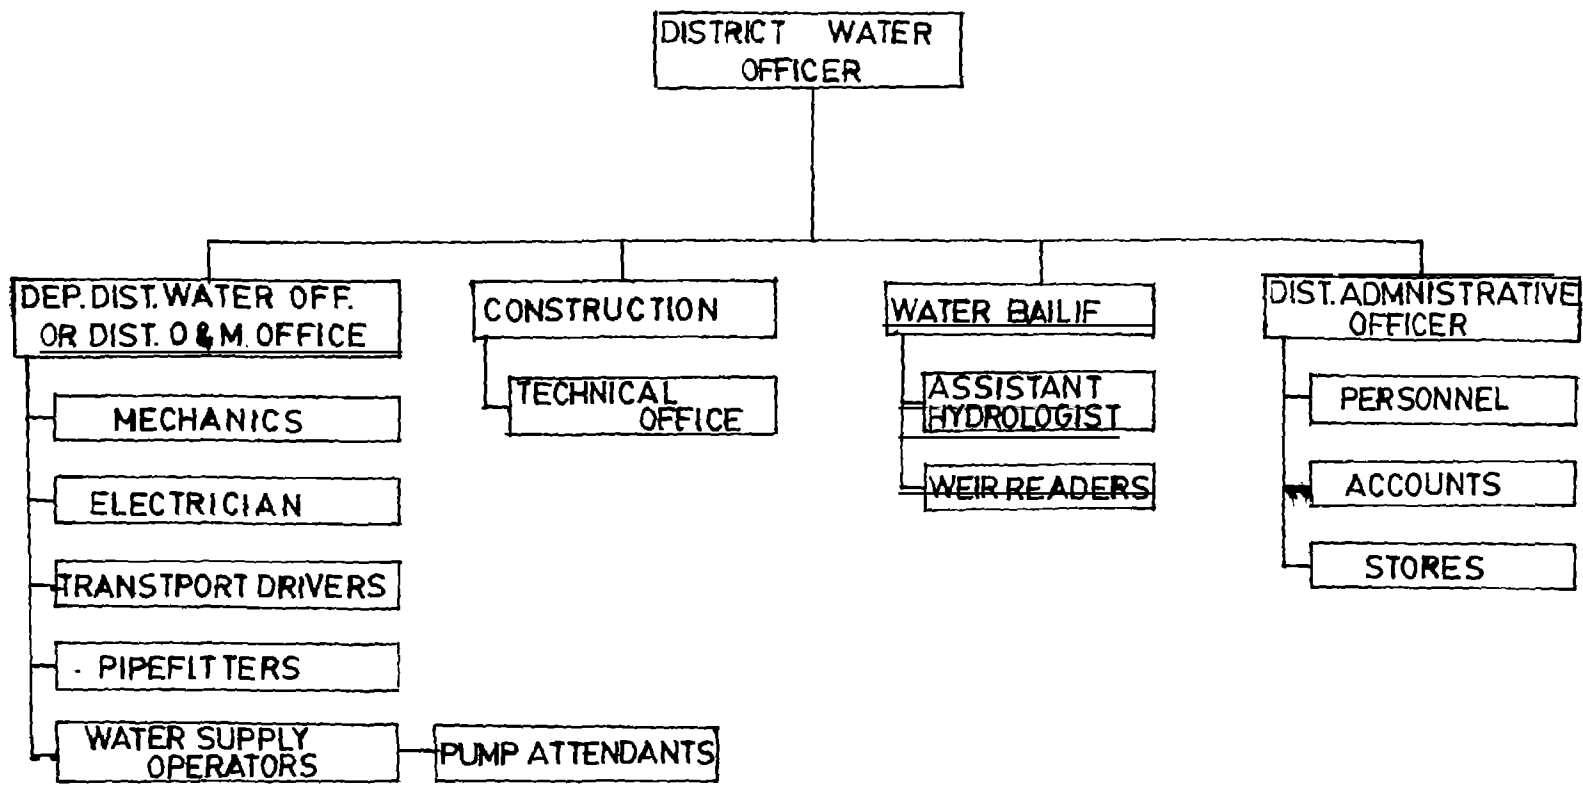 DISTRICT WATER
OFFICER
DEP. DIST. WATER OFF.
OR DIST. O & M. OFFICE
MECHANICS
ELECTRICIAN
TRANSTPORT DRIVERS
PIPEFITTERS
WATER SUPPLY
OPERATORS
PUMP ATTENDANTS
CONSTRUCTION
TECHNICAL
OFFICE
WATER BAILIF
ASSISTANT
HYDROLOGIST
WEIR READERS
DIST. ADMNISTRATIVE
OFFICER
PERSONNEL
ACCOUNTS
STORES